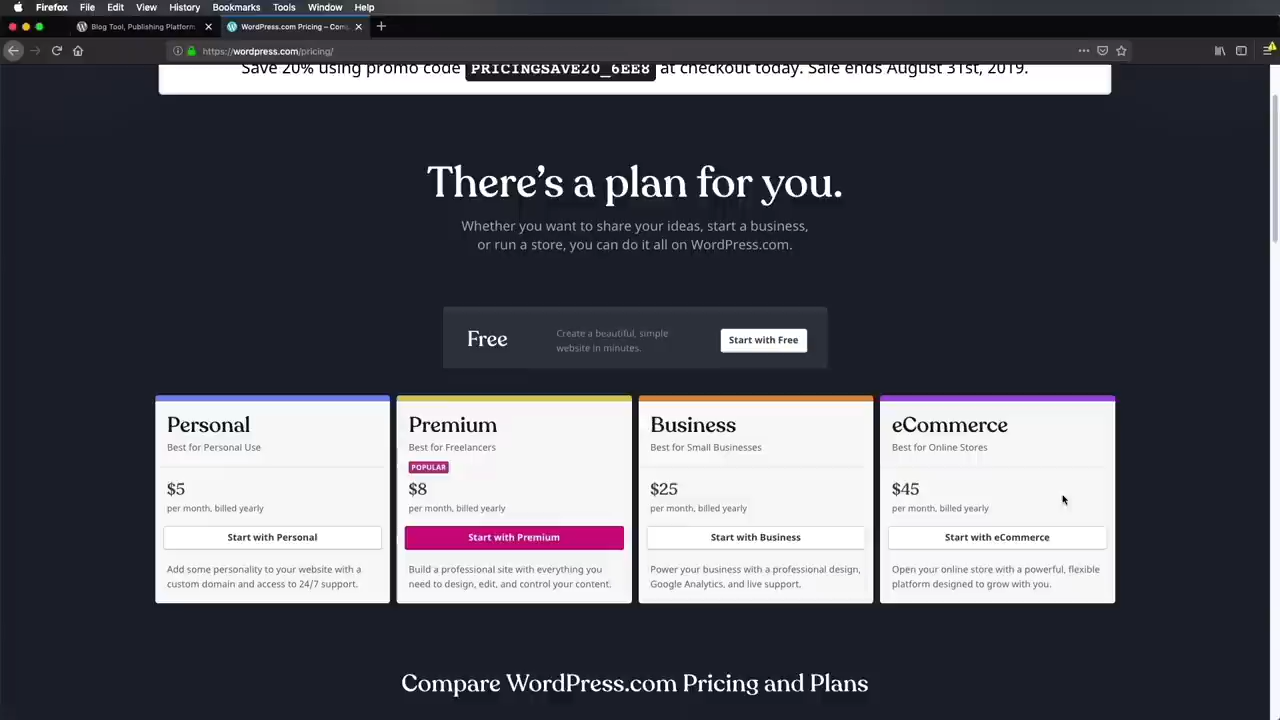 Firefox File Edit View History Bookmarks Tools Window Help
Blog Tool, Publishing Platform
WordPress.com Pricing – Com
https://wordpress.com/pricing/
Save 20% using promo code PRICINGSAVE20_6EE8 at checkout today. Sale ends August 31st, 2019.
There's a plan for you.
Whether you want to share your ideas, start a business,
or run a store, you can do it all on WordPress.com.
Free
Create a beautiful, simple
website in minutes.
Start with Free
Personal
Best for Personal Use
$5
per month, billed yearly
Start with Personal
Add some personality to your website with a
custom domain and access to 24/7 support.
Premium
Best for Freelancers
POPULAR
$8
per month, billed yearly
Start with Premium
Build a professional site with everything you
need to design, edit, and control your content.
Business
Best for Small Businesses
$25
per month, billed yearly
Start with Business
Power your business with a professional design,
Google Analytics, and live support.
eCommerce
Best for Online Stores
$45
per month, billed yearly
Start with eCommerce
Open your online store with a powerful, flexible
platform designed to grow with you.
Compare WordPress.com Pricing and Plans